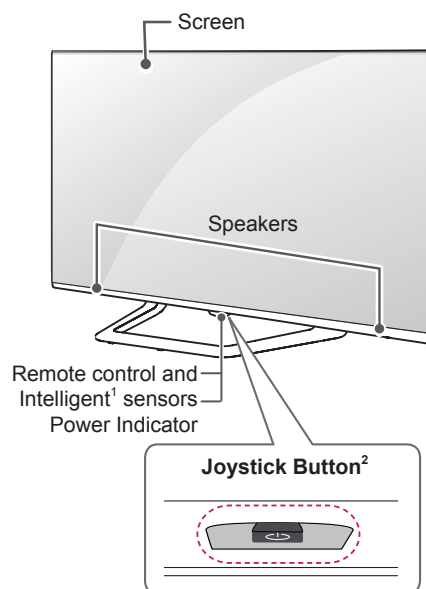 Screen
Speakers
Remote control and
Intelligent¹ sensors
Power Indicator
Joystick Button²